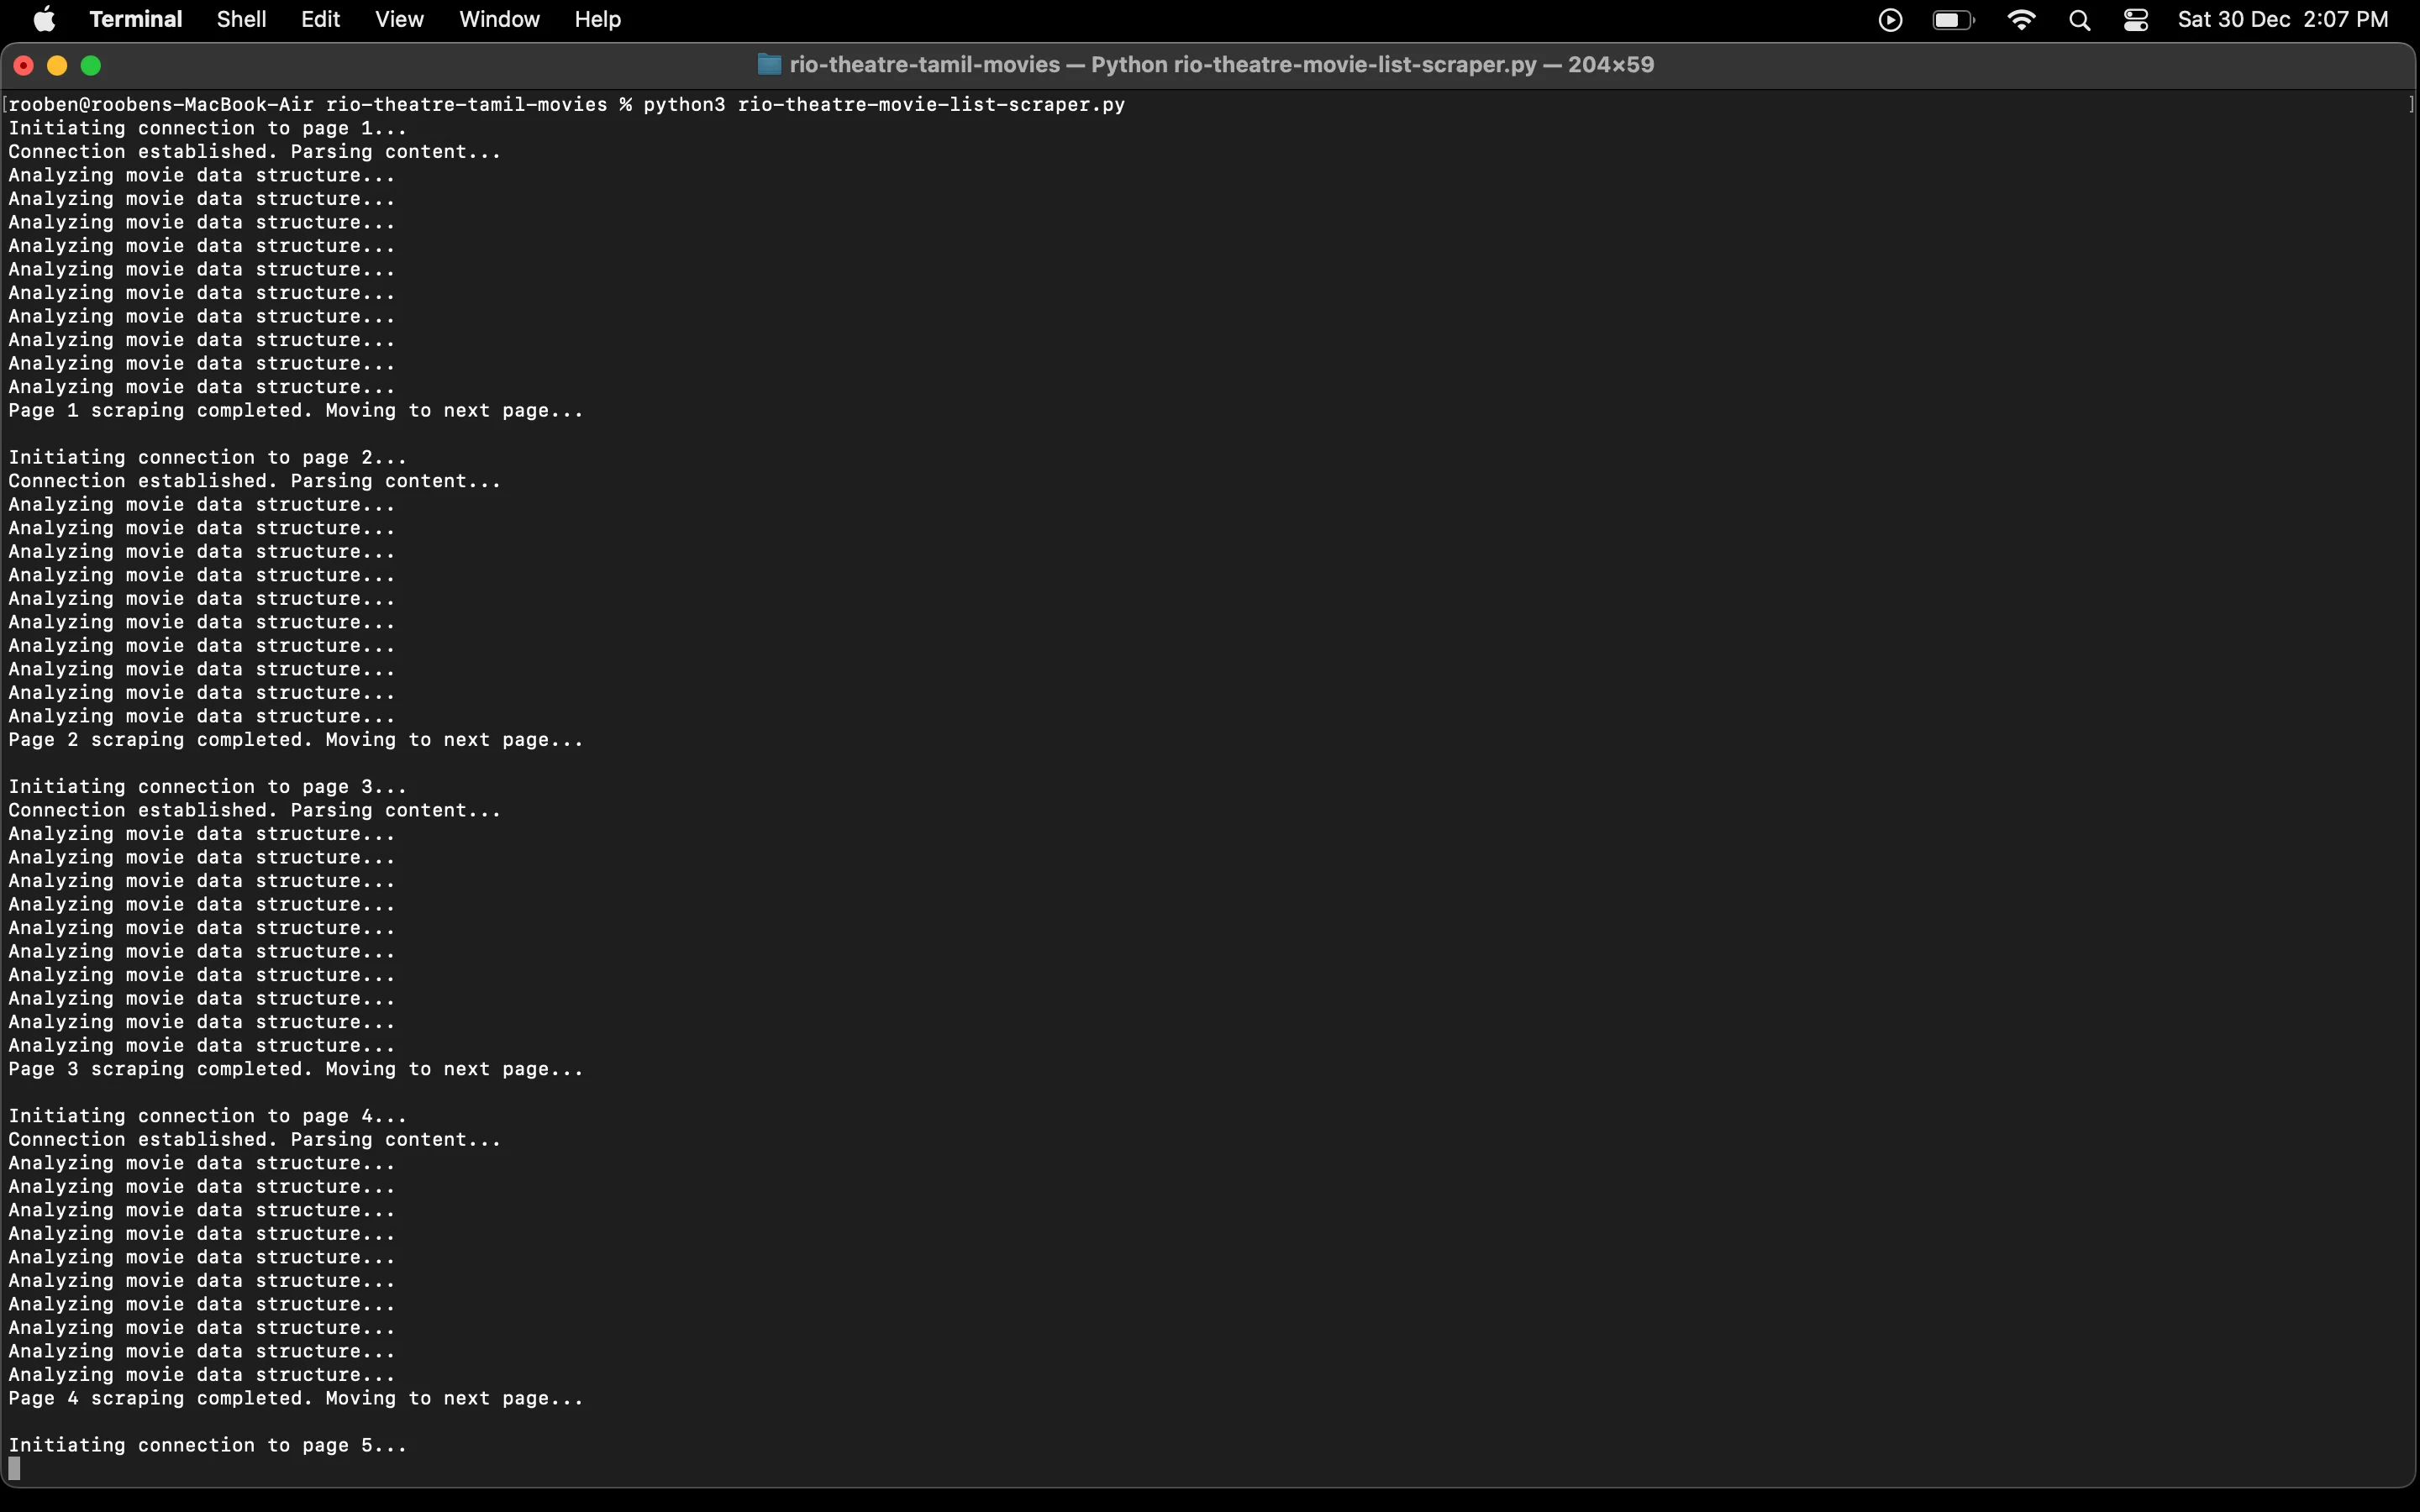 Terminal Shell Edit View Window Help Sat 30 Dec 2:07 PM
rio-theatre-tamil-movies — Python rio-theatre-movie-list-scraper.py — 204×59
[rooben@roobens-MacBook-Air rio-theatre-tamil-movies % python3 rio-theatre-movie-list-scraper.py ]
Initiating connection to page 1...
Connection established. Parsing content...
Analyzing movie data structure...
Analyzing movie data structure...
Analyzing movie data structure...
Analyzing movie data structure...
Analyzing movie data structure...
Analyzing movie data structure...
Analyzing movie data structure...
Analyzing movie data structure...
Analyzing movie data structure...
Analyzing movie data structure...
Page 1 scraping completed. Moving to next page...
Initiating connection to page 2...
Connection established. Parsing content...
Analyzing movie data structure...
Analyzing movie data structure...
Analyzing movie data structure...
Analyzing movie data structure...
Analyzing movie data structure...
Analyzing movie data structure...
Analyzing movie data structure...
Analyzing movie data structure...
Analyzing movie data structure...
Analyzing movie data structure...
Page 2 scraping completed. Moving to next page...
Initiating connection to page 3...
Connection established. Parsing content...
Analyzing movie data structure...
Analyzing movie data structure...
Analyzing movie data structure...
Analyzing movie data structure...
Analyzing movie data structure...
Analyzing movie data structure...
Analyzing movie data structure...
Analyzing movie data structure...
Analyzing movie data structure...
Analyzing movie data structure...
Page 3 scraping completed. Moving to next page...
Initiating connection to page 4...
Connection established. Parsing content...
Analyzing movie data structure...
Analyzing movie data structure...
Analyzing movie data structure...
Analyzing movie data structure...
Analyzing movie data structure...
Analyzing movie data structure...
Analyzing movie data structure...
Analyzing movie data structure...
Analyzing movie data structure...
Analyzing movie data structure...
Page 4 scraping completed. Moving to next page...
Initiating connection to page 5...